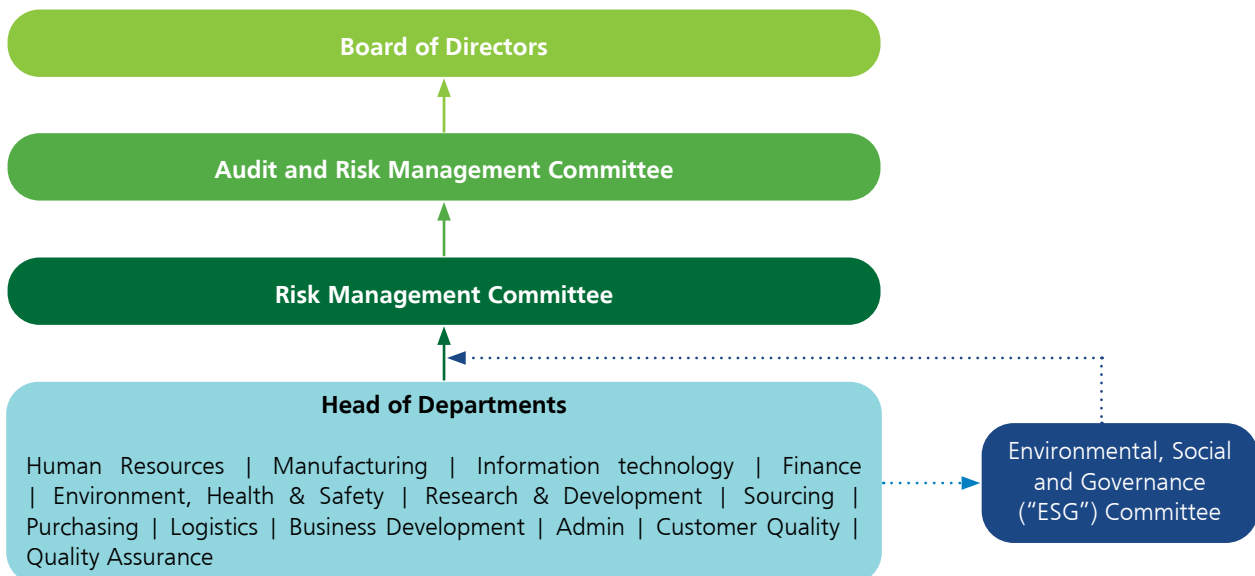 Board of Directors
Audit and Risk Management Committee
Risk Management Committee
Head of Departments
Human Resources | Manufacturing | Information technology | Finance
| Environment, Health & Safety | Research & Development | Sourcing |
Purchasing | Logistics | Business Development | Admin | Customer Quality |
Quality Assurance
Environmental, Social
and Governance
(“ESG”) Committee